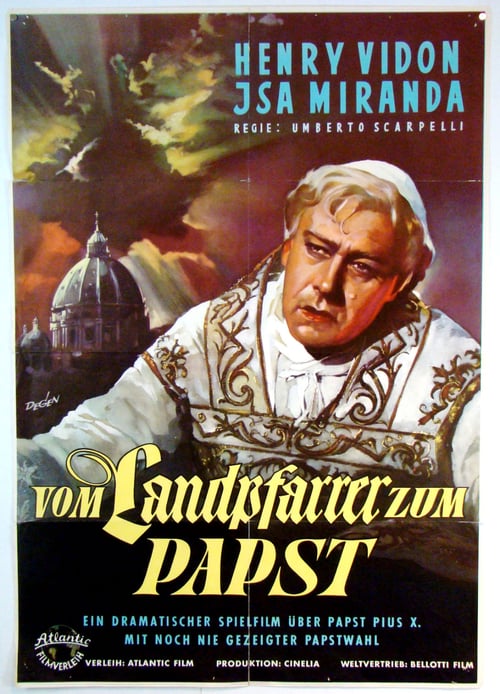 HENRY VIDON
JSA MIRANDA
REGIE: UMBERTO SCARPELLI
DEGEN
VOM Landpfarrer ZUM
PAPST
EIN DRAMATISCHER SPIELFILM ÜBER PAPST PIUS X.
MIT NOCH NIE GEZEIGTER PAPSTWAHL
Atlantic
FILMVERLEIH
VERLEIH: ATLANTIC FILM PRODUKTION: CINELIA WELTVERTRIEB: BELLOTTI FILM